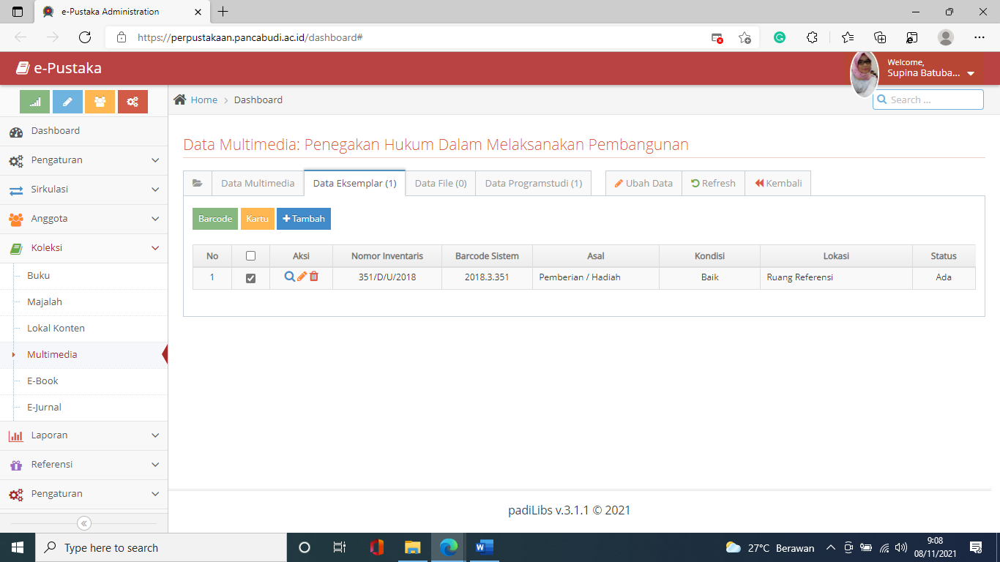 e-Pustaka Administration
https://perpustakaan.pancabudi.ac.id/dashboard#
e-Pustaka
Welcome,
Supina Batuba...
Home > Dashboard
Search ...
Dashboard
Pengaturan
Sirkulasi
Anggota
Koleksi
Buku
Majalah
Lokal Konten
Multimedia
E-Book
E-Jurnal
Laporan
Referensi
Pengaturan
Data Multimedia: Penegakan Hukum Dalam Melaksanakan Pembangunan
Data Multimedia Data Eksemplar (1) Data File (0) Data Programstudi (1) Ubah Data Refresh Kembali
Barcode Kartu + Tambah
No Aksi Nomor Inventaris Barcode Sistem Asal Kondisi Lokasi Status
1 351/D/U/2018 2018.3.351 Pemberian / Hadiah Baik Ruang Referensi Ada
padiLibs v.3.1.1 © 2021
Type here to search
27°C Berawan
9:08
08/11/2021